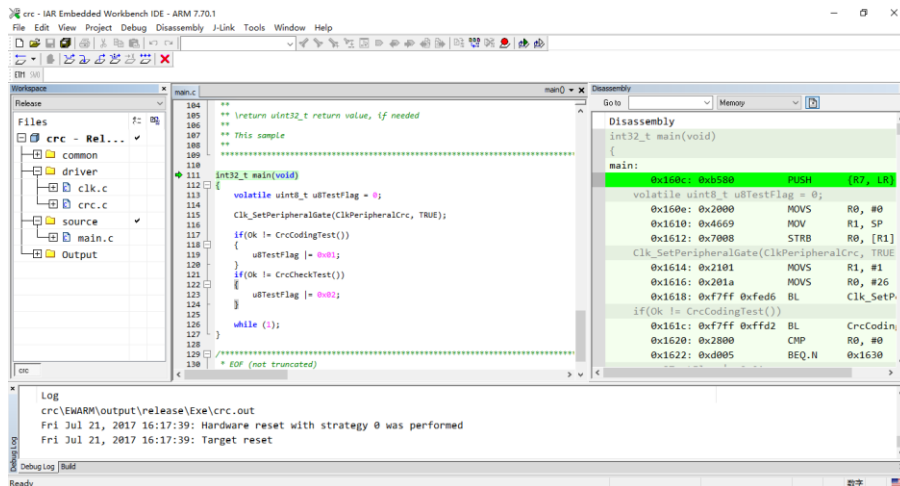 crc - IAR Embedded Workbench IDE - ARM 7.70.1
File Edit View Project Debug Disassembly J-Link Tools Window Help
ETM SWO
Workspace
Release
Files
crc - Rel...
common
driver
clk.c
crc.c
source
main.c
Output
crc
main.c
main()
104 **
105 ** \return uint32_t return value, if needed
106 **
107 ** This sample
108 **
109 ******************************************************************************
110
111 int32_t main(void)
112 {
113 volatile uint8_t u8TestFlag = 0;
114
115 Clk_SetPeripheralGate(ClkPeripheralCrc, TRUE);
116
117 if(Ok != CrcCodingTest())
118 {
119 u8TestFlag |= 0x01;
120 }
121 if(Ok != CrcCheckTest())
122 {
123 u8TestFlag |= 0x02;
124 }
125
126 while (1);
127 }
128
129 /******************************************************************************
130 * EOF (not truncated)
Disassembly
Go to
Memory
Disassembly
int32_t main(void)
{
main:
0x160c: 0xb580 PUSH {R7, LR}
volatile uint8_t u8TestFlag = 0;
0x160e: 0x2000 MOVS R0, #0
0x1610: 0x4669 MOV R1, SP
0x1612: 0x7008 STRB R0, [R1]
Clk_SetPeripheralGate(ClkPeripheralCrc, TRUE
0x1614: 0x2101 MOVS R1, #1
0x1616: 0x201a MOVS R0, #26
0x1618: 0xf7ff 0xfed6 BL Clk_SetP
if(Ok != CrcCodingTest())
0x161c: 0xf7ff 0xffd2 BL CrcCodin
0x1620: 0x2800 CMP R0, #0
0x1622: 0xd005 BEQ.N 0x1630
Log
crc\EWARM\output\release\Exe\crc.out
Fri Jul 21, 2017 16:17:39: Hardware reset with strategy 0 was performed
Fri Jul 21, 2017 16:17:39: Target reset
Debug Log
Debug Log Build
Ready
数字